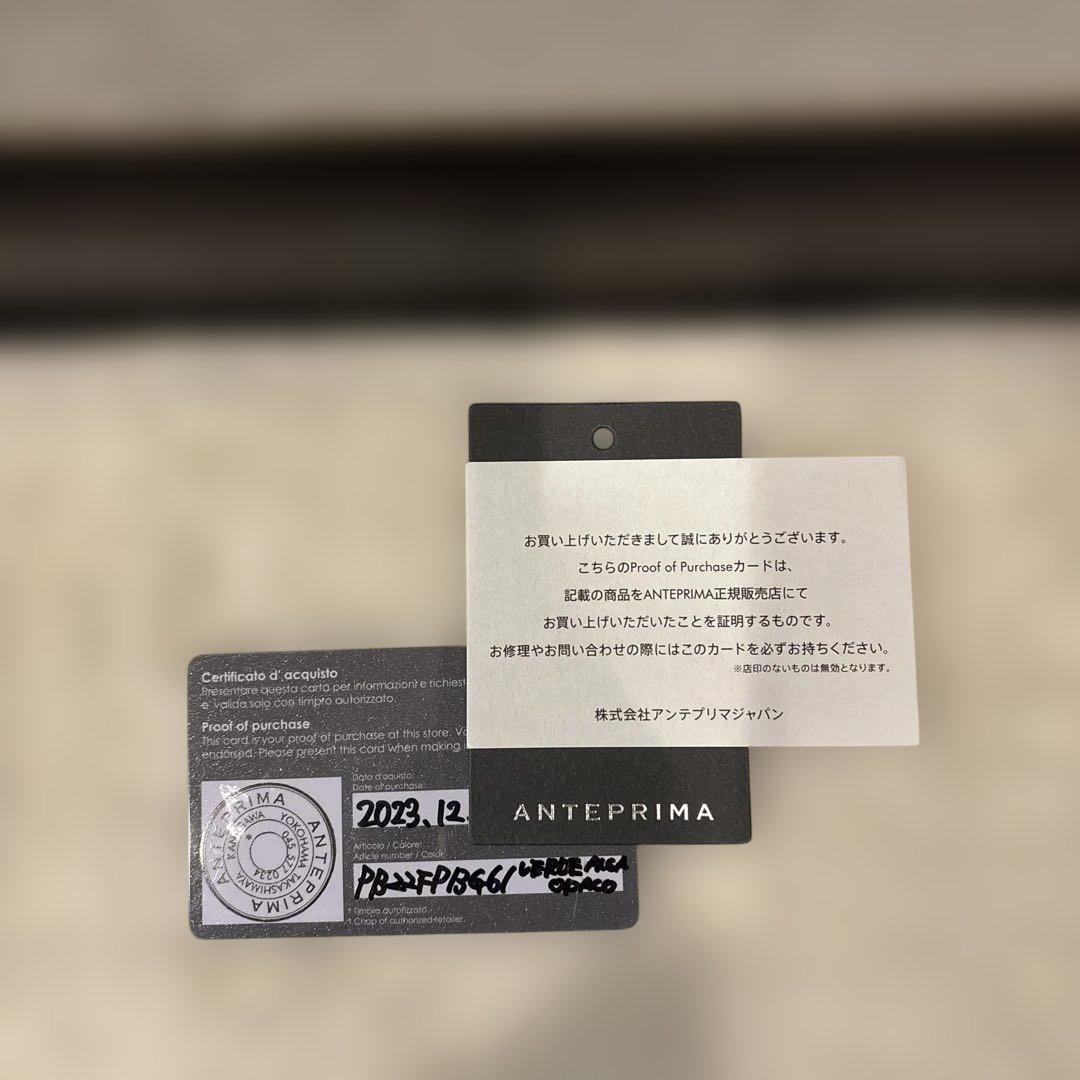 お買い上げいただきまして誠にありがとうございます。
こちらのProof of Purchaseカードは、
記載の商品をANTEPRIMA正規販売店にて
お買い上げいただいたことを証明するものです。
お修理やお問い合わせの際にはこのカードを必ずお持ちください。
※店印のないものは無効となります。
株式会社アンテプリマジャパン
ANTEPRIMA
Certificato d' acquisto
Presentare questa carta per informazioni e richiest
e' valida solo con timpro autorizzato.
Proof of purchase
This card is your proof of purchase at this store.
endorsed. Please present this card when making
Data d'aquisto:
Date of purchase:
2023.12.
Articolo / Colore:
Article number / Color:
PB22FPBG61 VERDE ALGA
OPACO
* Timbro autorizzato.
* Chop of authorized retailer.
ANTEPRIMA ANTEPRIMA
KANAGAWA YOKOHAMA TAKASHIMAYA
045 577 0234